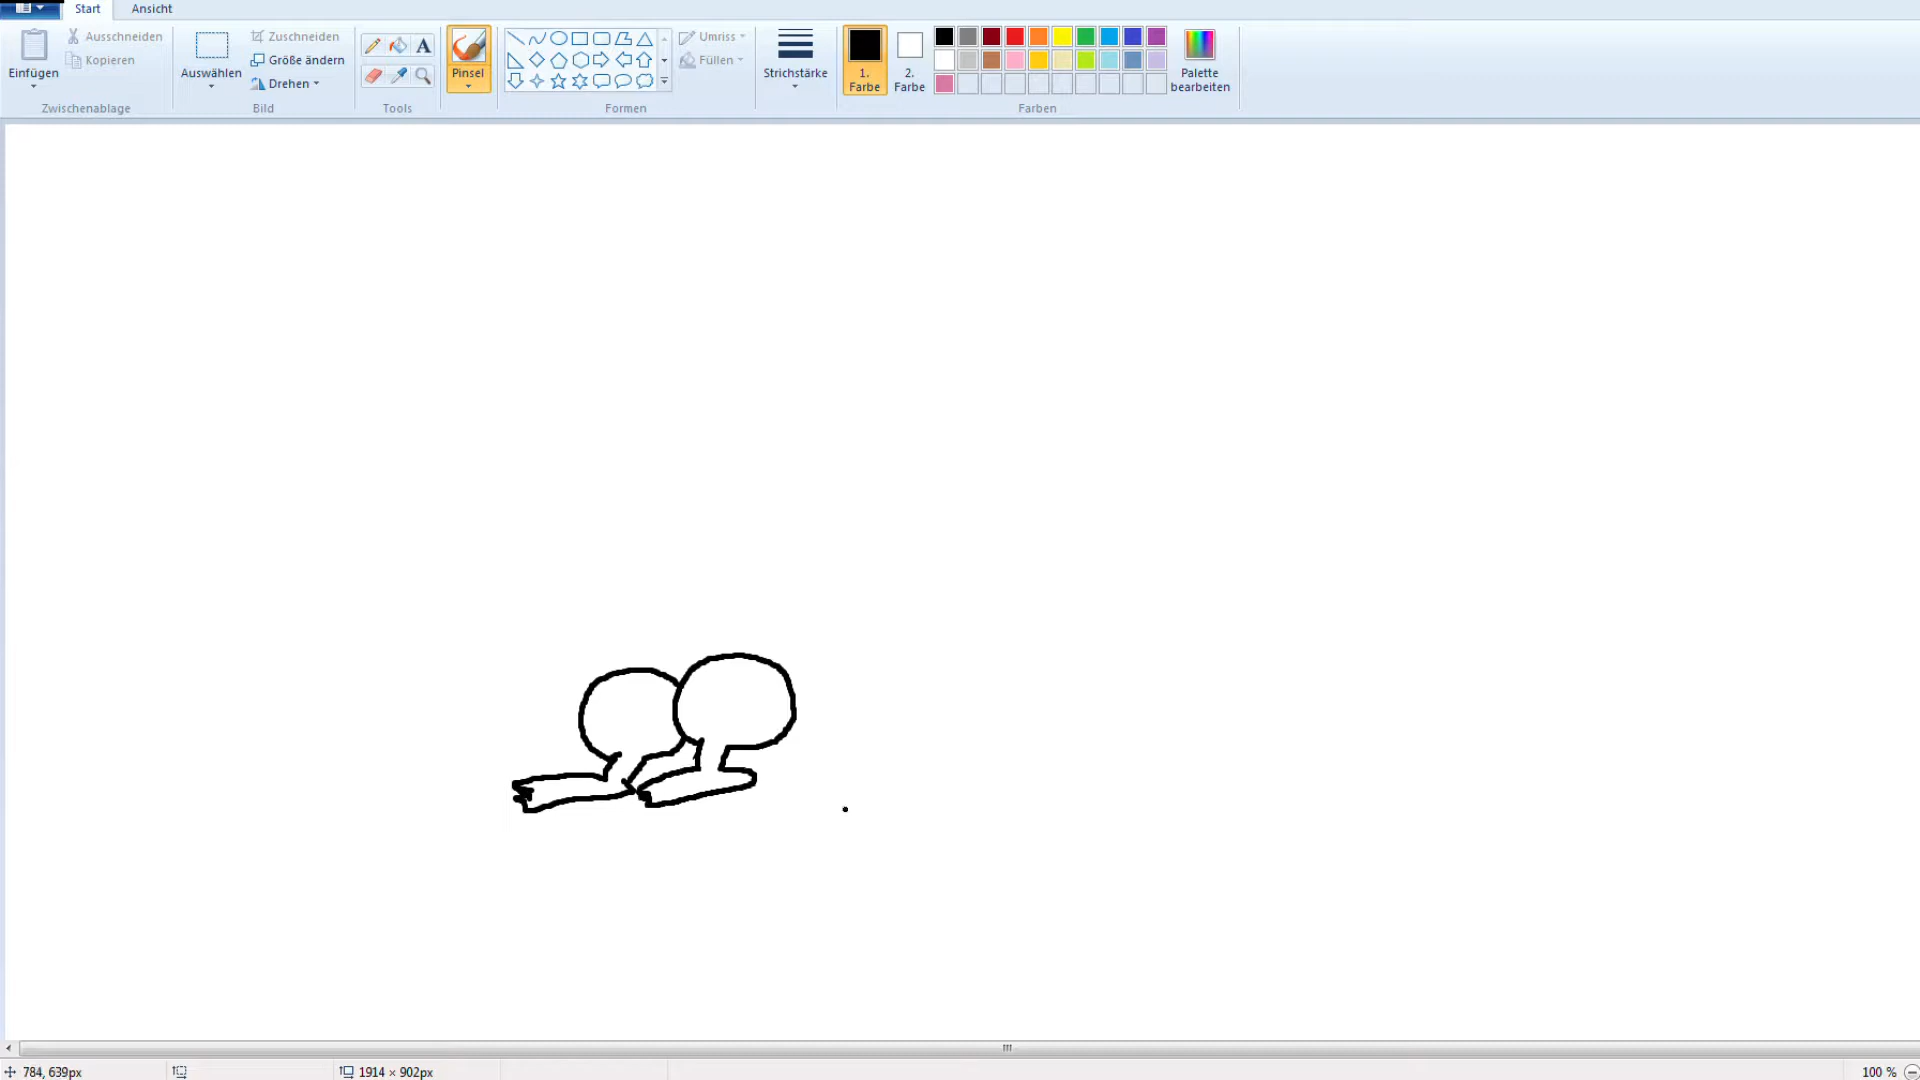 Start Ansicht
Einfügen
Ausschneiden
Kopieren
Zwischenablage
Auswählen
Zuschneiden
Größe ändern
Drehen
Bild
A
Tools
Pinsel
Formen
Umriss
Füllen
Strichstärke
1.
Farbe
2.
Farbe
Farben
Palette
bearbeiten
784, 639px
1914 × 902px
100 %